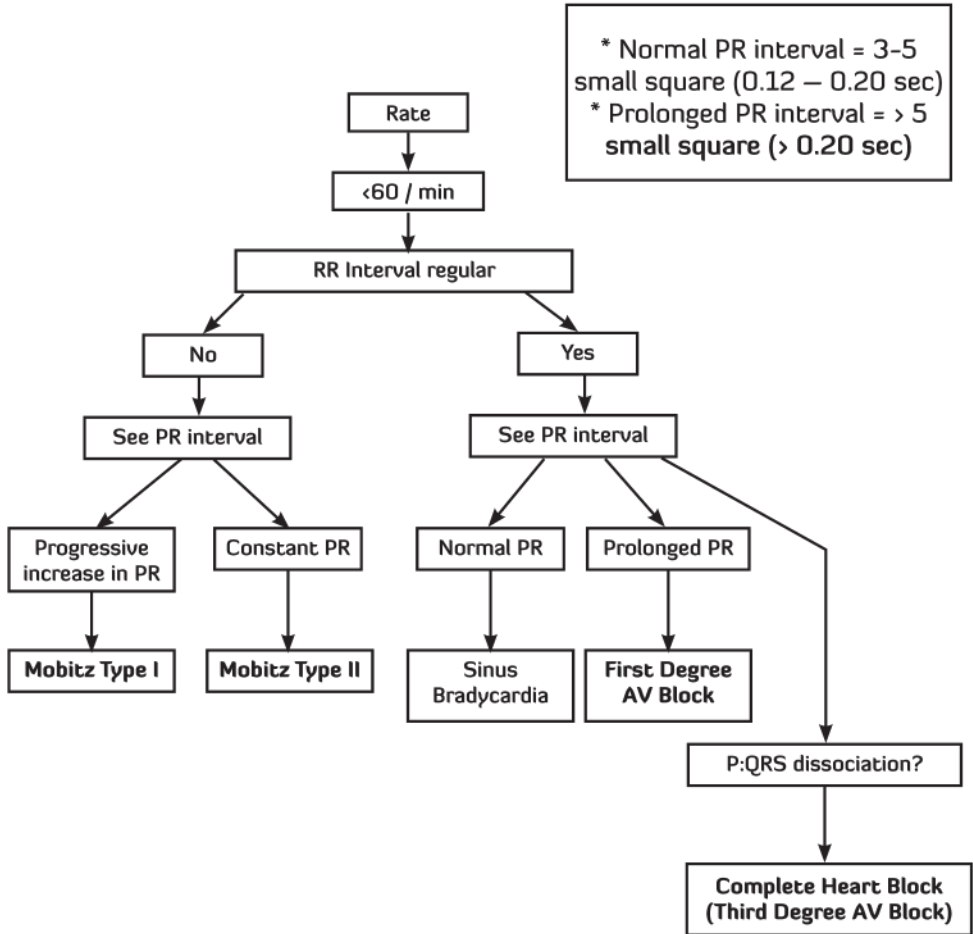 * Normal PR interval = 3-5
small square (0.12 – 0.20 sec)
* Prolonged PR interval = > 5
small square (> 0.20 sec)
Rate
<60 / min
RR Interval regular
No
Yes
See PR interval
See PR interval
Progressive
increase in PR
Constant PR
Normal PR
Prolonged PR
Mobitz Type I
Mobitz Type II
Sinus
Bradycardia
First Degree
AV Block
P:QRS dissociation?
Complete Heart Block
(Third Degree AV Block)